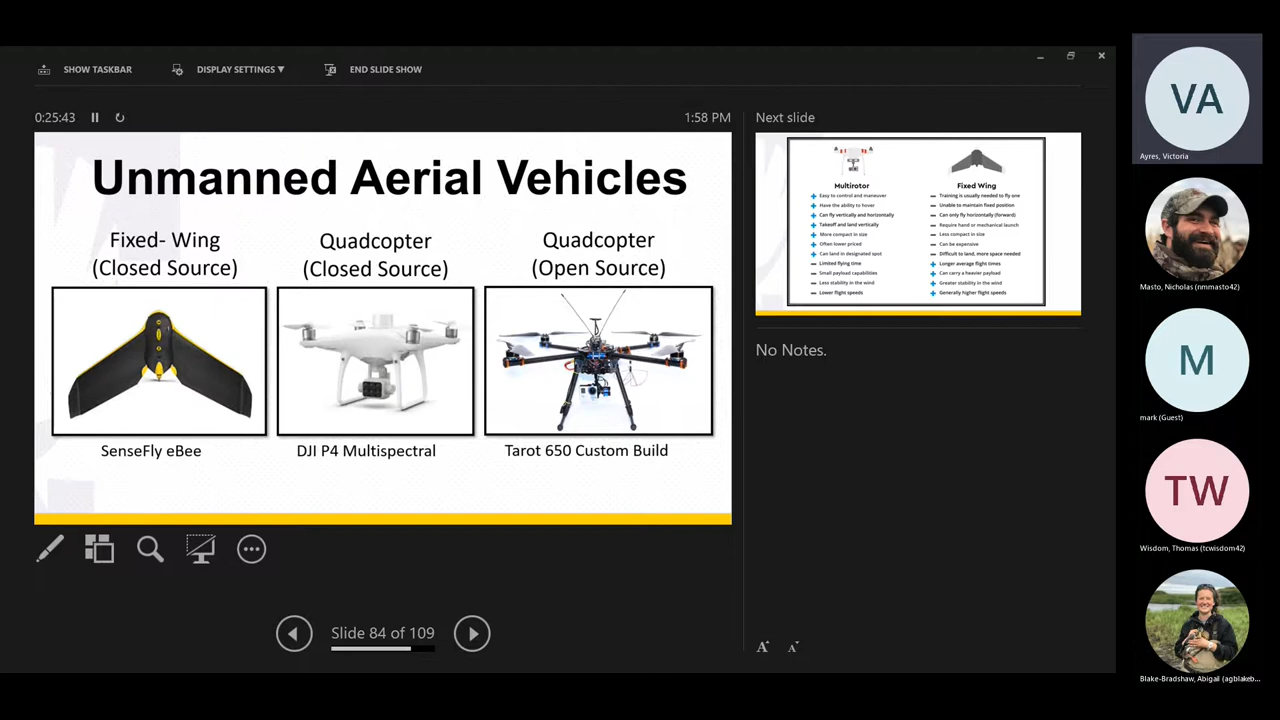 SHOW TASKBAR
DISPLAY SETTINGS ▼
END SLIDE SHOW
0:25:43
1:58 PM
Unmanned Aerial Vehicles
Fixed- Wing
(Closed Source)
Quadcopter
(Closed Source)
Quadcopter
(Open Source)
SenseFly eBee
DJI P4 Multispectral
Tarot 650 Custom Build
Slide 84 of 109
Next slide
Multirotor
Easy to control and maneuver
Have the ability to hover
Can fly vertically and horizontally
Takeoff and land vertically
More compact in size
Often lower priced
Can land in designated spot
Limited flying time
Small payload capabilities
Less stability in the wind
Lower flight speeds
Fixed Wing
Training is usually needed to fly one
Unable to maintain fixed position
Can only fly horizontally (forward)
Require hand or mechanical launch
Less compact in size
Can be expensive
Difficult to land, more space needed
Longer average flight times
Can carry a heavier payload
Greater stability in the wind
Generally higher flight speeds
No Notes.
A A
VA
Ayres, Victoria
Masto, Nicholas (nmmasto42)
M
mark (Guest)
TW
Wisdom, Thomas (tcwisdom42)
Blake-Bradshaw, Abigail (agblakeb...